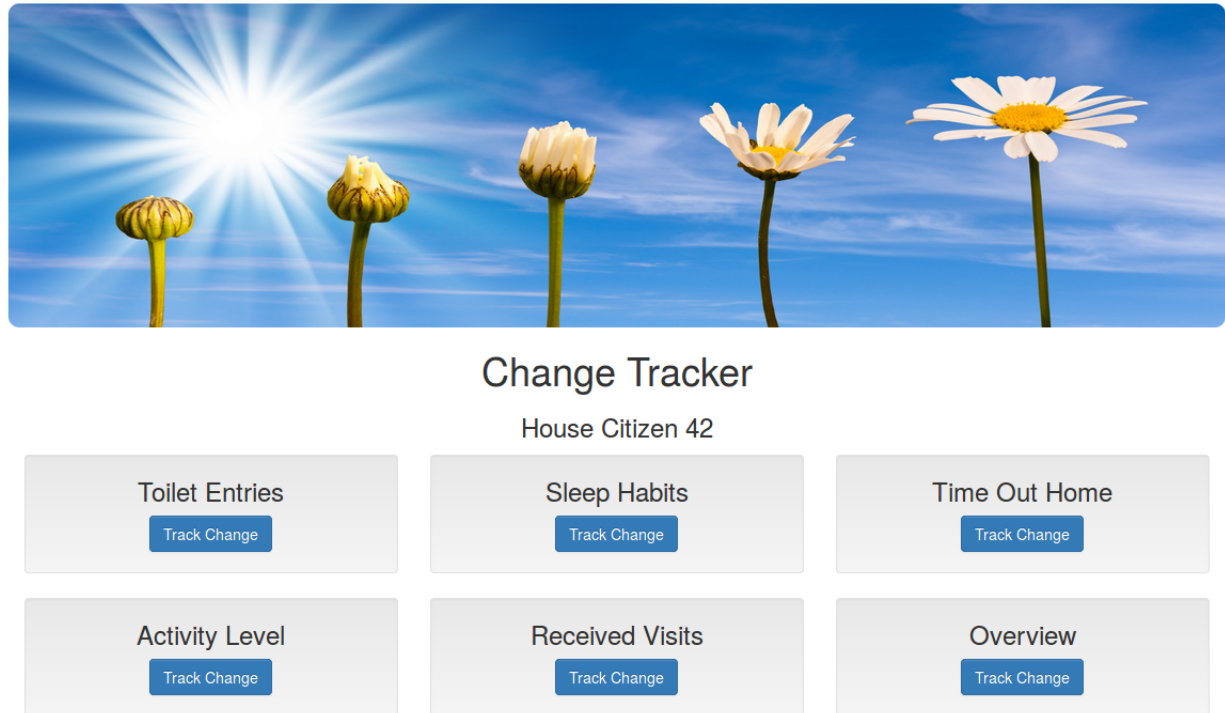 Change Tracker
House Citizen 42
Toilet Entries
Track Change
Sleep Habits
Track Change
Time Out Home
Track Change
Activity Level
Track Change
Received Visits
Track Change
Overview
Track Change